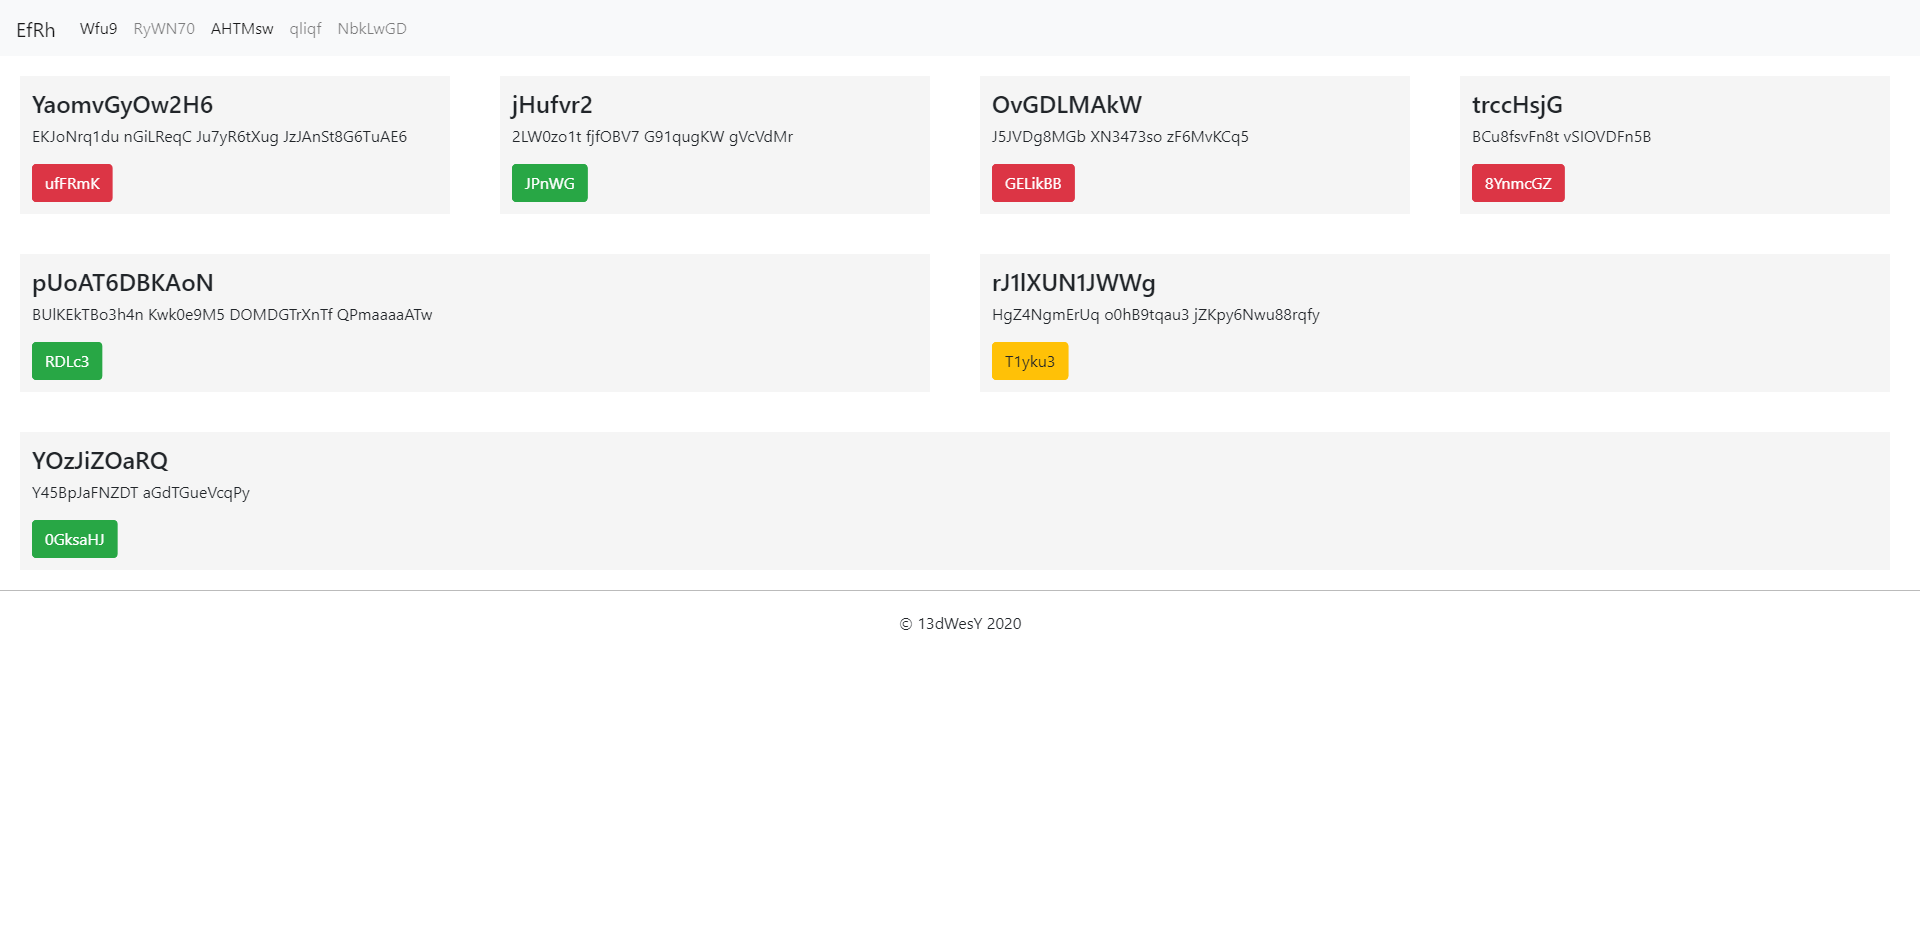 EfRh Wfu9 RyWN70 AHTMsw qliqf NbkLwGD
YaomvGyOw2H6
EKJoNrq1du nGiLReqC Ju7yR6tXug JzJAnSt8G6TuAE6
ufFRmK
jHufvr2
2LW0zo1t fjfOBV7 G91qugKW gVcVdMr
JPnWG
OvGDLMAkW
J5JVDg8MGb XN3473so zF6MvKCq5
GELikBB
trccHsjG
BCu8fsvFn8t vSIOVDFn5B
8YnmcGZ
pUoAT6DBKAoN
BUlKEkTBo3h4n Kwk0e9M5 DOMDGTrXnTf QPmaaaaATw
RDLc3
rJ1lXUN1JWWg
HgZ4NgmErUq o0hB9tqau3 jZKpy6Nwu88rqfy
T1yku3
YOzJiZOaRQ
Y45BpJaFNZDT aGdTGueVcqPy
0GksaHJ
© 13dWesY 2020